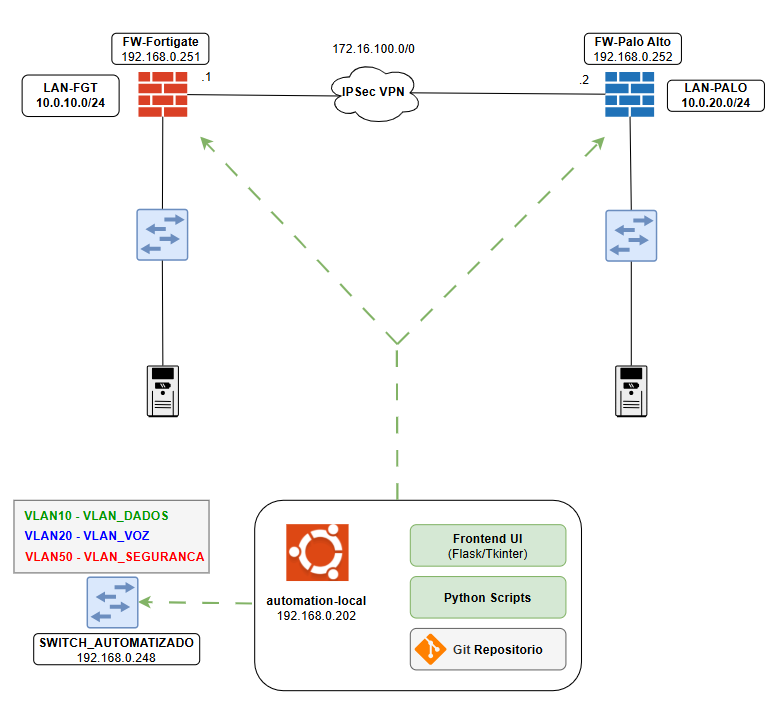 FW-Fortigate
192.168.0.251
172.16.100.0/0
FW-Palo Alto
192.168.0.252
LAN-FGT
10.0.10.0/24
.1
IPSec VPN
.2
LAN-PALO
10.0.20.0/24
VLAN10 - VLAN_DADOS
VLAN20 - VLAN_VOZ
VLAN50 - VLAN_SEGURANCA
SWITCH_AUTOMATIZADO
192.168.0.248
automation-local
192.168.0.202
Frontend UI
(Flask/Tkinter)
Python Scripts
Git Repositorio